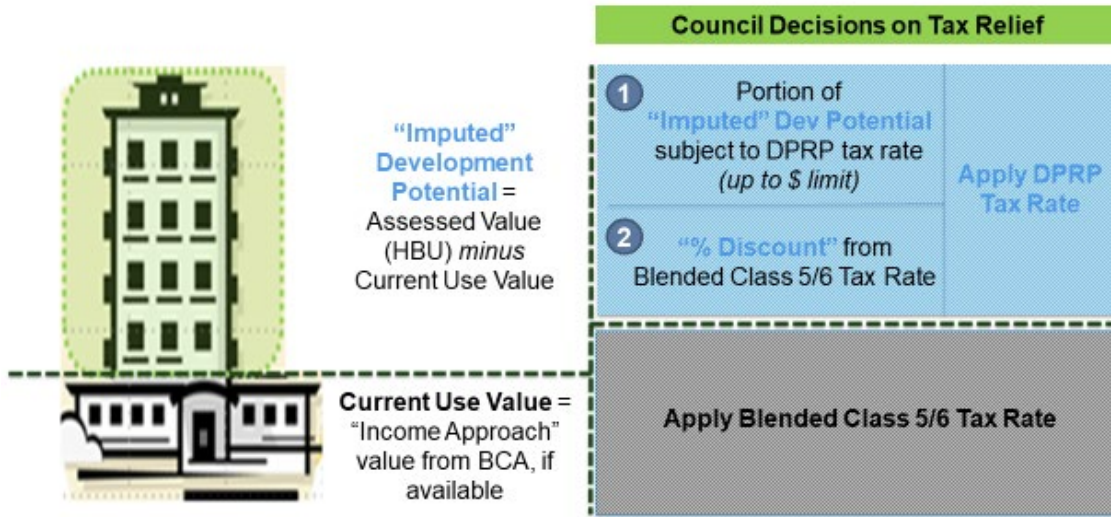 Council Decisions on Tax Relief
“Imputed”
Development
Potential =
Assessed Value
(HBU) minus
Current Use Value
1
Portion of
“Imputed” Dev Potential
subject to DPRP tax rate
(up to $ limit)
2
“% Discount” from
Blended Class 5/6 Tax Rate
Apply DPRP
Tax Rate
Current Use Value =
“Income Approach”
value from BCA, if
available
Apply Blended Class 5/6 Tax Rate